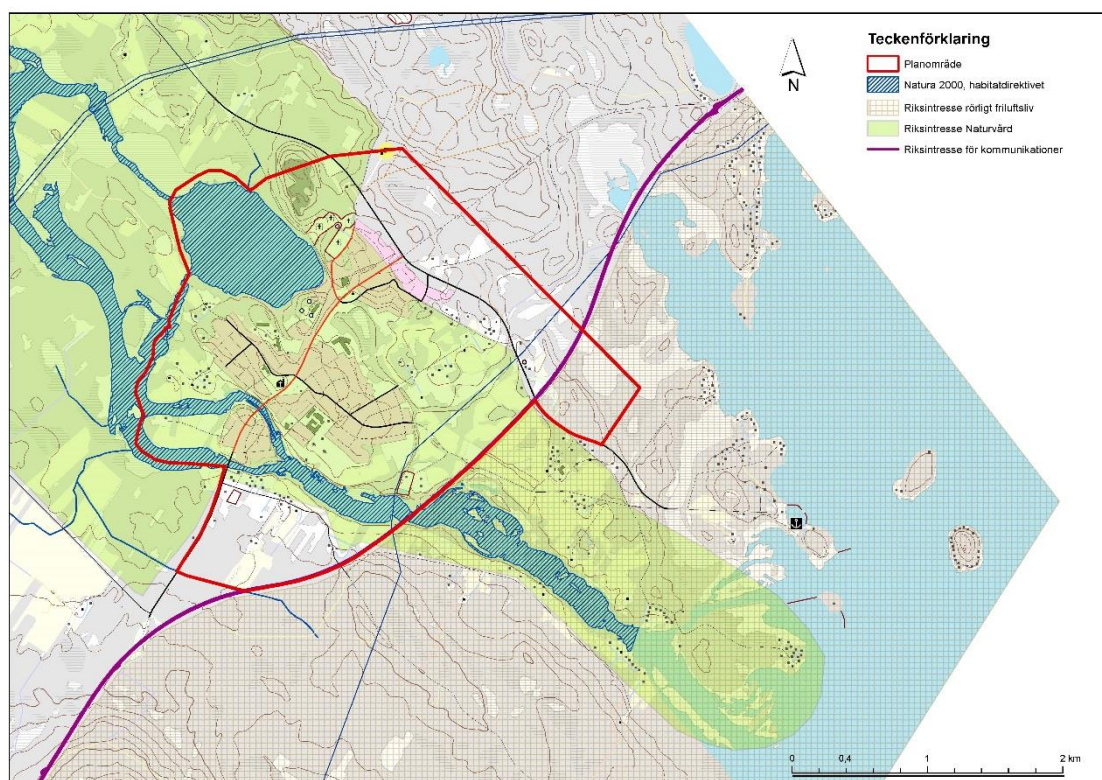 Teckenförklaring
Planområde
Natura 2000, habitatdirektivet
Riksintresse rörligt friluftsliv
Riksintresse Naturvård
Riksintresse för kommunikationer
N
0 0,4 1 2 km